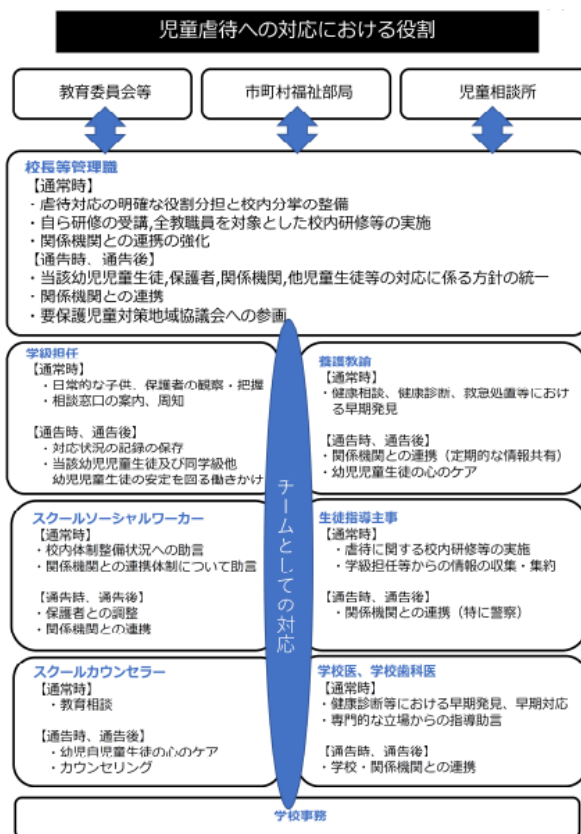 児童虐待への対応における役割
教育委員会等
市町村福祉部局
児童相談所
校長等管理職
【通常時】
・虐待対応の明確な役割分担と校内分掌の整備
・自ら研修の受講,全教職員を対象とした校内研修等の実施
・関係機関との連携の強化
【通告時、通告後】
・当該幼児児童生徒,保護者,関係機関,他児童生徒等の対応に係る方針の統一
・関係機関との連携
・要保護児童対策地域協議会への参画
学級担任
【通常時】
・日常的な子供、保護者の観察・把握
・相談窓口の案内、周知
【通告時、通告後】
・対応状況の記録の保存
・当該幼児児童生徒及び同学級他
幼児児童生徒の安定を図る働きかけ
養護教諭
【通常時】
・健康相談、健康診断、救急処置等におけ
る早期発見
【通告時、通告後】
・関係機関との連携（定期的な情報共有）
・幼児児童生徒の心のケア
スクールソーシャルワーカー
【通常時】
・校内体制整備状況への助言
・関係機関との連携体制について助言
【通告時、通告後】
・保護者との調整
・関係機関との連携
生徒指導主事
【通常時】
・虐待に関する校内研修等の実施
・学級担任等からの情報の収集・集約
【通告時、通告後】
・関係機関との連携（特に警察）
スクールカウンセラー
【通常時】
・教育相談
【通告時、通告後】
・幼児自児童生徒の心のケア
・カウンセリング
学校医、学校歯科医
【通常時】
・健康診断等における早期発見、早期対応
・専門的な立場からの指導助言
【通告時、通告後】
・学校・関係機関との連携
チームとしての対応
学校事務